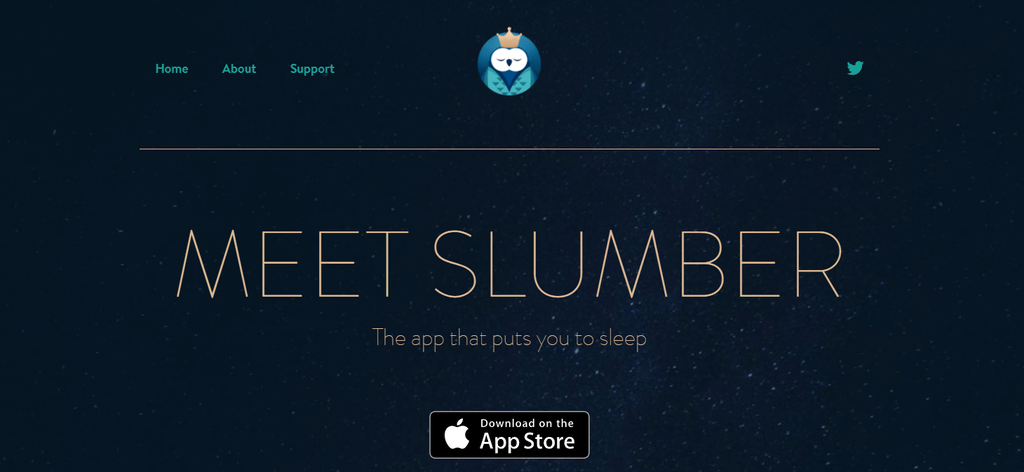 Home About Support
MEET SLUMBER
The app that puts you to sleep
Download on the
App Store